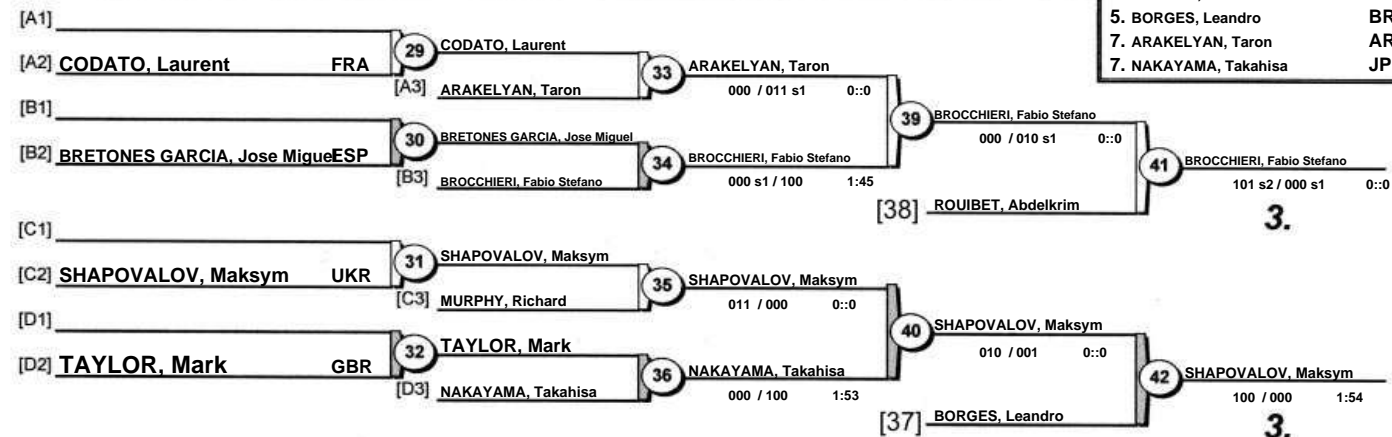 5. BORGES, Leandro BR
7. ARAKELYAN, Taron AR
7. NAKAYAMA, Takahisa JP
[A1]
[A2] CODATO, Laurent FRA
29
CODATO, Laurent
[A3] ARAKELYAN, Taron
33
ARAKELYAN, Taron
000 / 011 s1 0::0
[B1]
[B2] BRETONES GARCIA, Jose Miguel ESP
30
BRETONES GARCIA, Jose Miguel
[B3] BROCCHIERI, Fabio Stefano
34
BROCCHIERI, Fabio Stefano
000 s1 / 100 1:45
39
BROCCHIERI, Fabio Stefano
000 / 010 s1 0::0
[38] ROUIBET, Abdelkrim
41
BROCCHIERI, Fabio Stefano
101 s2 / 000 s1 0::0
3.
[C1]
[C2] SHAPOVALOV, Maksym UKR
31
SHAPOVALOV, Maksym
[C3] MURPHY, Richard
35
SHAPOVALOV, Maksym
011 / 000 0::0
[D1]
[D2] TAYLOR, Mark GBR
32
TAYLOR, Mark
[D3] NAKAYAMA, Takahisa
36
NAKAYAMA, Takahisa
000 / 100 1:53
40
SHAPOVALOV, Maksym
010 / 001 0::0
[37] BORGES, Leandro
42
SHAPOVALOV, Maksym
100 / 000 1:54
3.